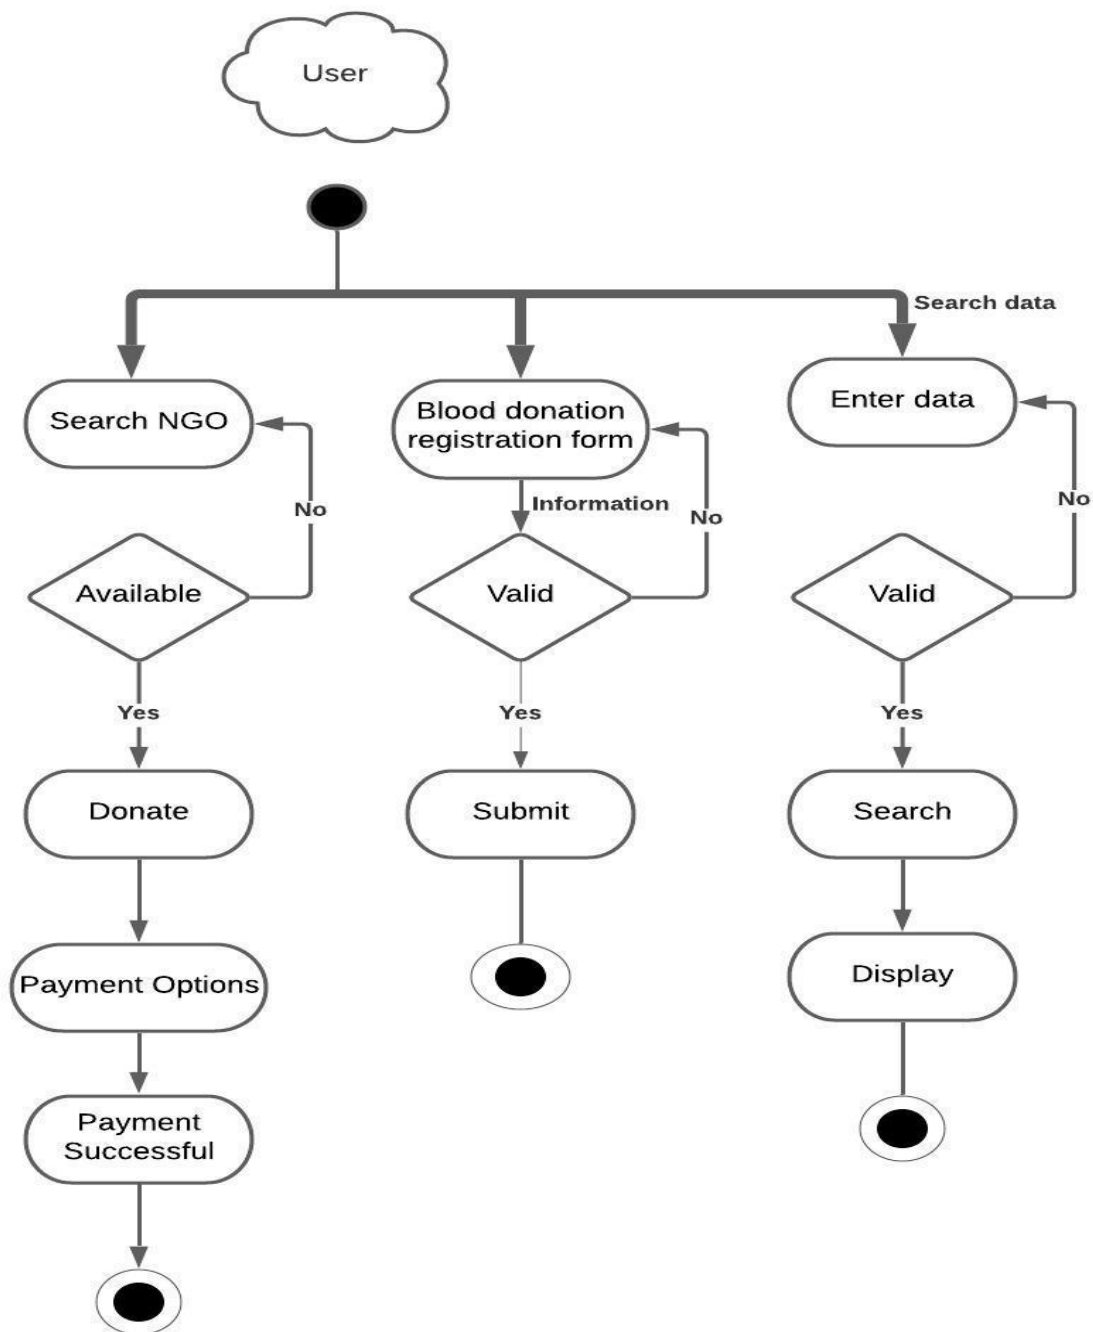 User
Search data
Search NGO
Blood donation
registration form
Enter data
No
Information
No
No
Available
Valid
Valid
Yes
Yes
Yes
Donate
Submit
Search
Payment Options
Display
Payment
Successful